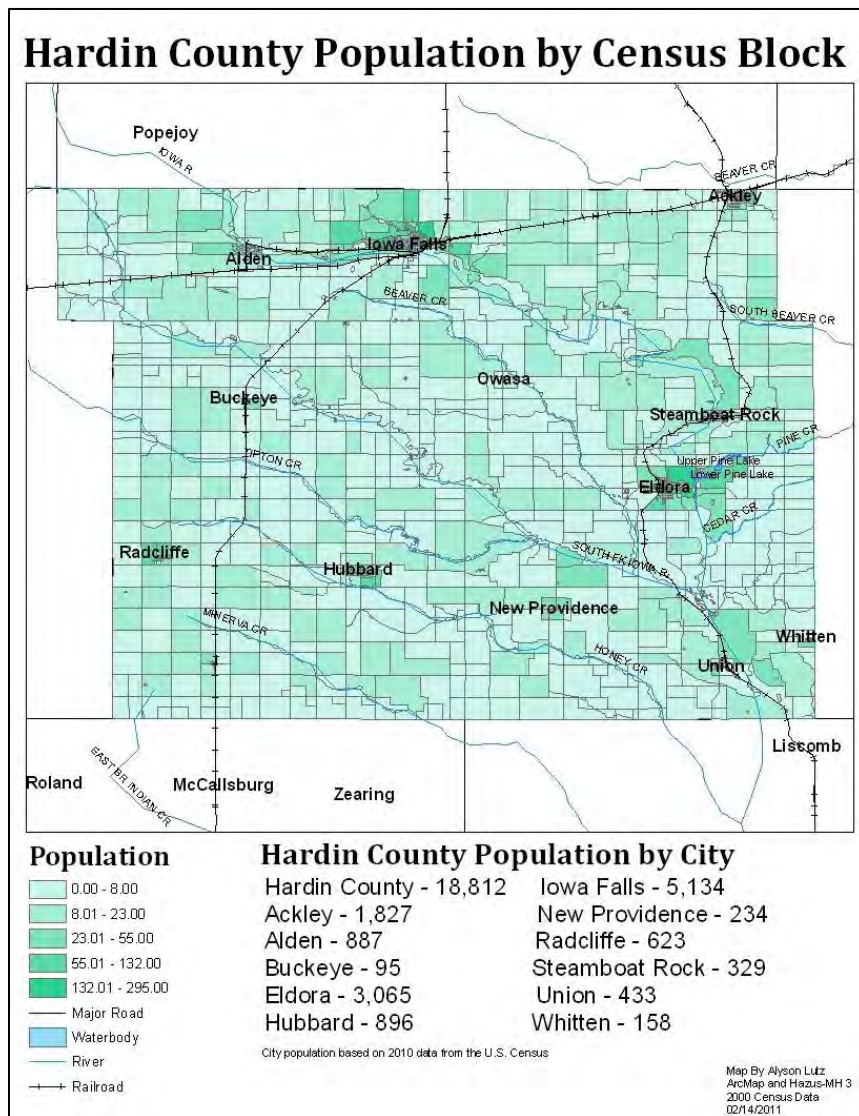 Hardin County Population by Census Block
Popejoy
IOWA R
BEAVER CR
Ackley
Iowa Falls
Alden
BEAVER CR
SOUTH BEAVER CR
Owasa
Buckeye
Steamboat Rock
PINE CR
TIPTON CR
Upper Pine Lake
Lower Pine Lake
Eldora
CEDAR CR
Radcliffe
SOUTH FK IOWA R
Hubbard
New Providence
MINERVA CR
Whitten
HONEY CR
Union
Liscomb
EAST BR INDIAN CR
Roland
McCallsburg
Zearing
Population
0.00 - 8.00
8.01 - 23.00
23.01 - 55.00
55.01 - 132.00
132.01 - 295.00
Major Road
Waterbody
River
Railroad
Hardin County Population by City
Hardin County - 18,812 Iowa Falls - 5,134
Ackley - 1,827 New Providence - 234
Alden - 887 Radcliffe - 623
Buckeye - 95 Steamboat Rock - 329
Eldora - 3,065 Union - 433
Hubbard - 896 Whitten - 158
City population based on 2010 data from the U.S. Census
Map By Alyson Lutz
ArcMap and Hazus-MH 3
2000 Census Data
02/14/2011